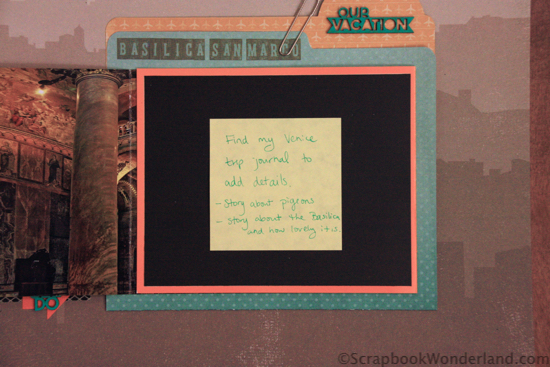 OUR
VACATION
BASILICA SAN MARCO
Find my Venice
trip journal to
add details.
- Story about pigeons
- Story about the Basilica
and how lovely it is.
DO
©ScrapbookWonderland.com